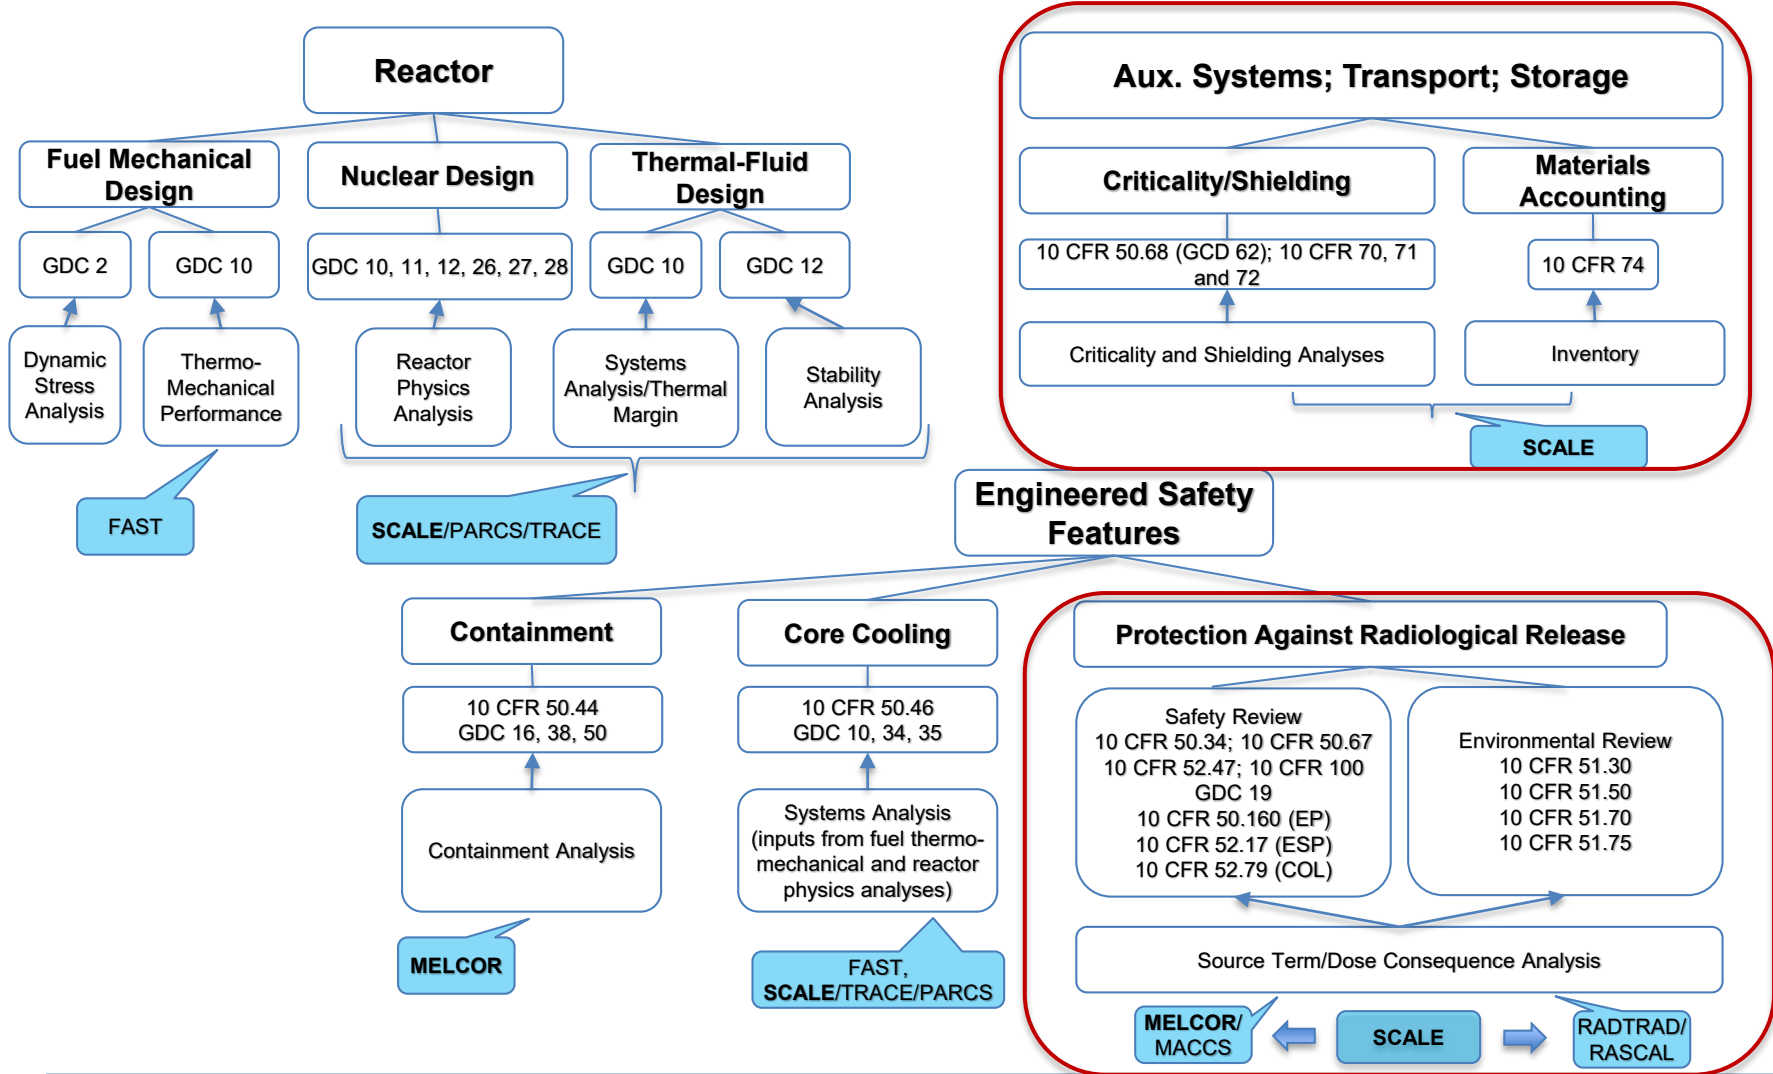 Reactor
Fuel Mechanical
Design
Nuclear Design
Thermal-Fluid
Design
GDC 2
GDC 10
GDC 10, 11, 12, 26, 27, 28
GDC 10
GDC 12
Dynamic
Stress
Analysis
Thermo-
Mechanical
Performance
Reactor
Physics
Analysis
Systems
Analysis/Thermal
Margin
Stability
Analysis
FAST
SCALE/PARCS/TRACE
Aux. Systems; Transport; Storage
Criticality/Shielding
Materials
Accounting
10 CFR 50.68 (GCD 62); 10 CFR 70, 71
and 72
10 CFR 74
Criticality and Shielding Analyses
Inventory
SCALE
Engineered Safety
Features
Containment
Core Cooling
Protection Against Radiological Release
10 CFR 50.44
GDC 16, 38, 50
10 CFR 50.46
GDC 10, 34, 35
Safety Review
10 CFR 50.34; 10 CFR 50.67
10 CFR 52.47; 10 CFR 100
GDC 19
10 CFR 50.160 (EP)
10 CFR 52.17 (ESP)
10 CFR 52.79 (COL)
Environmental Review
10 CFR 51.30
10 CFR 51.50
10 CFR 51.70
10 CFR 51.75
Containment Analysis
Systems Analysis
(inputs from fuel thermo-
mechanical and reactor
physics analyses)
Source Term/Dose Consequence Analysis
MELCOR
FAST,
SCALE/TRACE/PARCS
MELCOR/
MACCS
SCALE
RADTRAD/
RASCAL